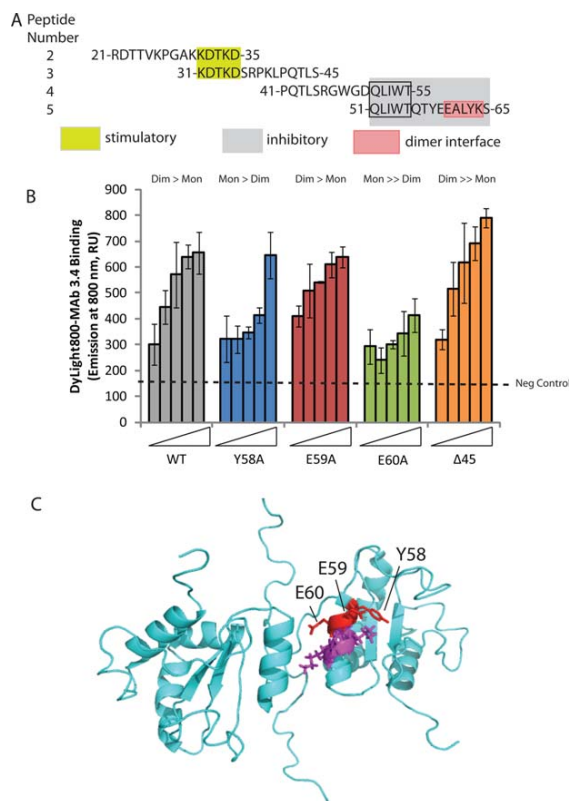 A Peptide
Number
2 21-RDTTVKPGAKKDTKD-35
3 31-KDTKDSRPKLPQTLS-45
4 41-PQTLSRGWGDQLIWT-55
5 51-QLIWTQTYEEALYKS-65
stimulatory inhibitory dimer interface
B
Dim > Mon Mon > Dim Dim > Mon Mon >> Dim Dim >> Mon
DyLight800-MAb 3.4 Binding
(Emission at 800 nm, RU)
900
800
700
600
500
400
300
200
100
0
Neg Control
WT Y58A E59A E60A Δ45
C
E59 Y58
E60